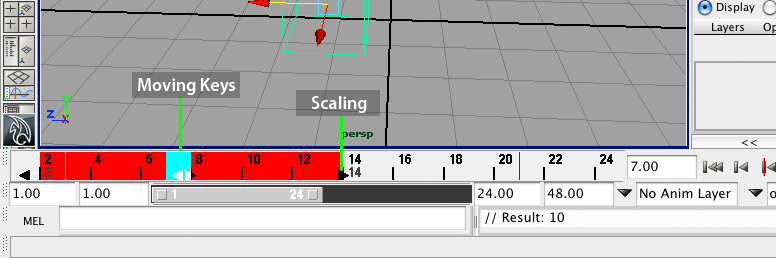 Display
Layers Op
Moving Keys
Scaling
y
z x
persp
<<
2 4 6 8 10 12 14 16 18 20 22 24
2 14
7.00
1.00 1.00 1 24 24.00 48.00 No Anim Layer
MEL // Result: 10